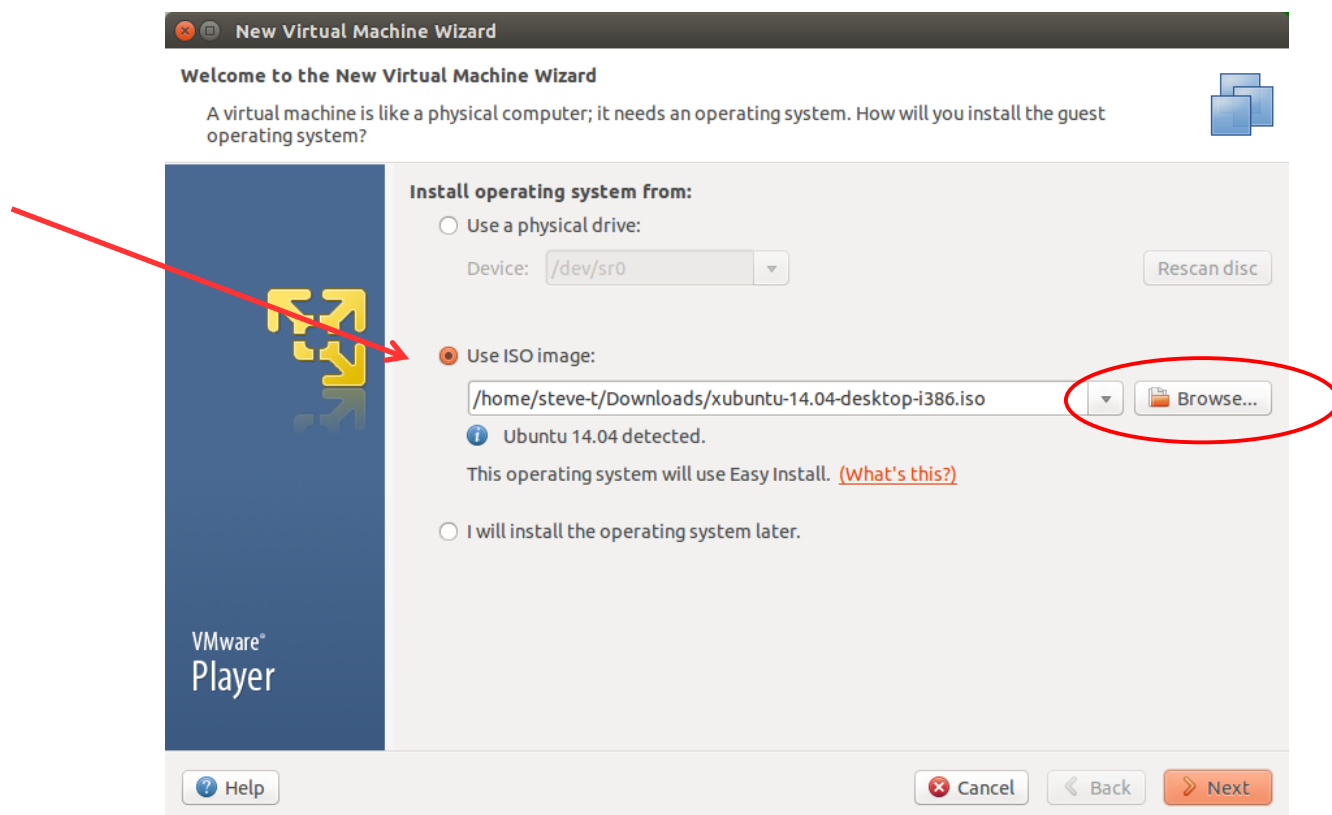 New Virtual Machine Wizard
Welcome to the New Virtual Machine Wizard
A virtual machine is like a physical computer; it needs an operating system. How will you install the guest
operating system?
Install operating system from:
Use a physical drive:
Device: /dev/sr0 Rescan disc
Use ISO image:
/home/steve-t/Downloads/xubuntu-14.04-desktop-i386.iso Browse...
Ubuntu 14.04 detected.
This operating system will use Easy Install. (What's this?)
I will install the operating system later.
VMware®
Player
Help Cancel Back Next